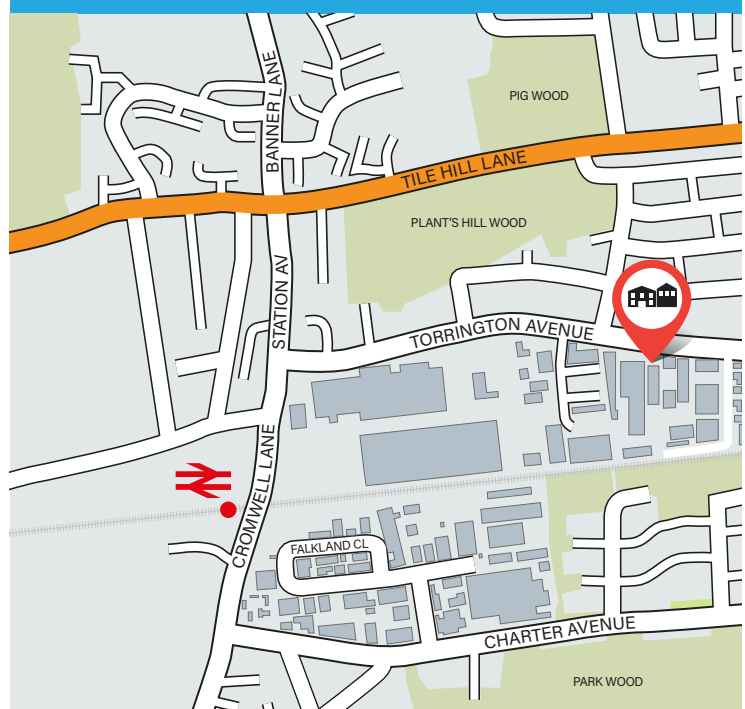 PIG WOOD
BANNER LANE
TILE HILL LANE
PLANT'S HILL WOOD
STATION AV
TORRINGTON AVENUE
CROMWELL LANE
FALKLAND CL
CHARTER AVENUE
PARK WOOD